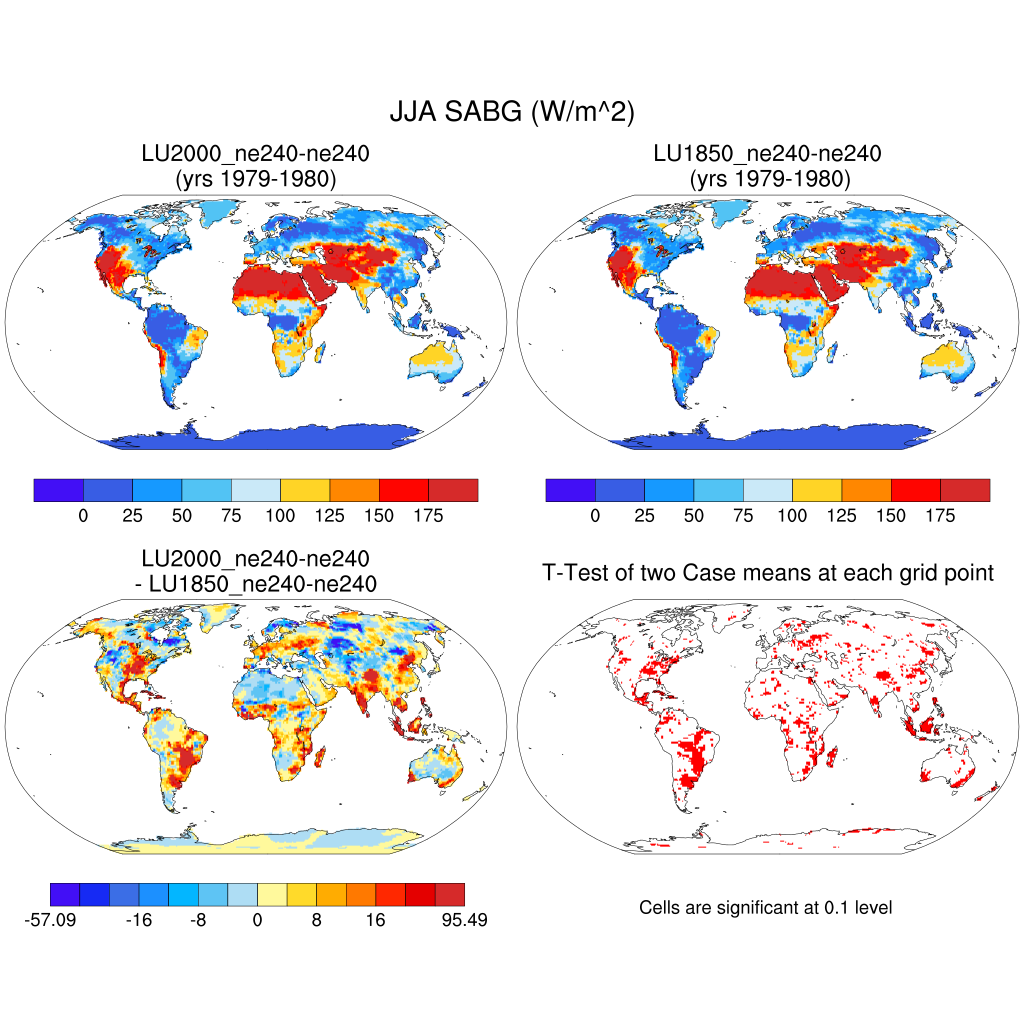 JJA SABG (W/m^2)
LU2000_ne240-ne240
(yrs 1979-1980)
LU1850_ne240-ne240
(yrs 1979-1980)
0 25 50 75 100 125 150 175
0 25 50 75 100 125 150 175
LU2000_ne240-ne240
- LU1850_ne240-ne240
T-Test of two Case means at each grid point
-57.09 -16 -8 0 8 16 95.49
Cells are significant at 0.1 level